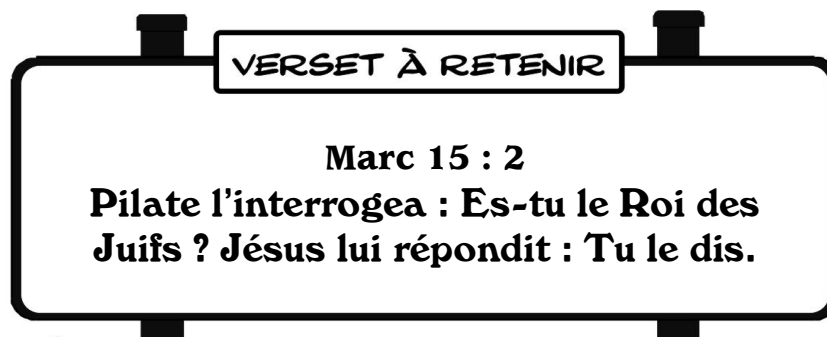 VERSET À RETENIR
Marc 15 : 2
Pilate l'interrogea : Es-tu le Roi des
Juifs ? Jésus lui répondit : Tu le dis.